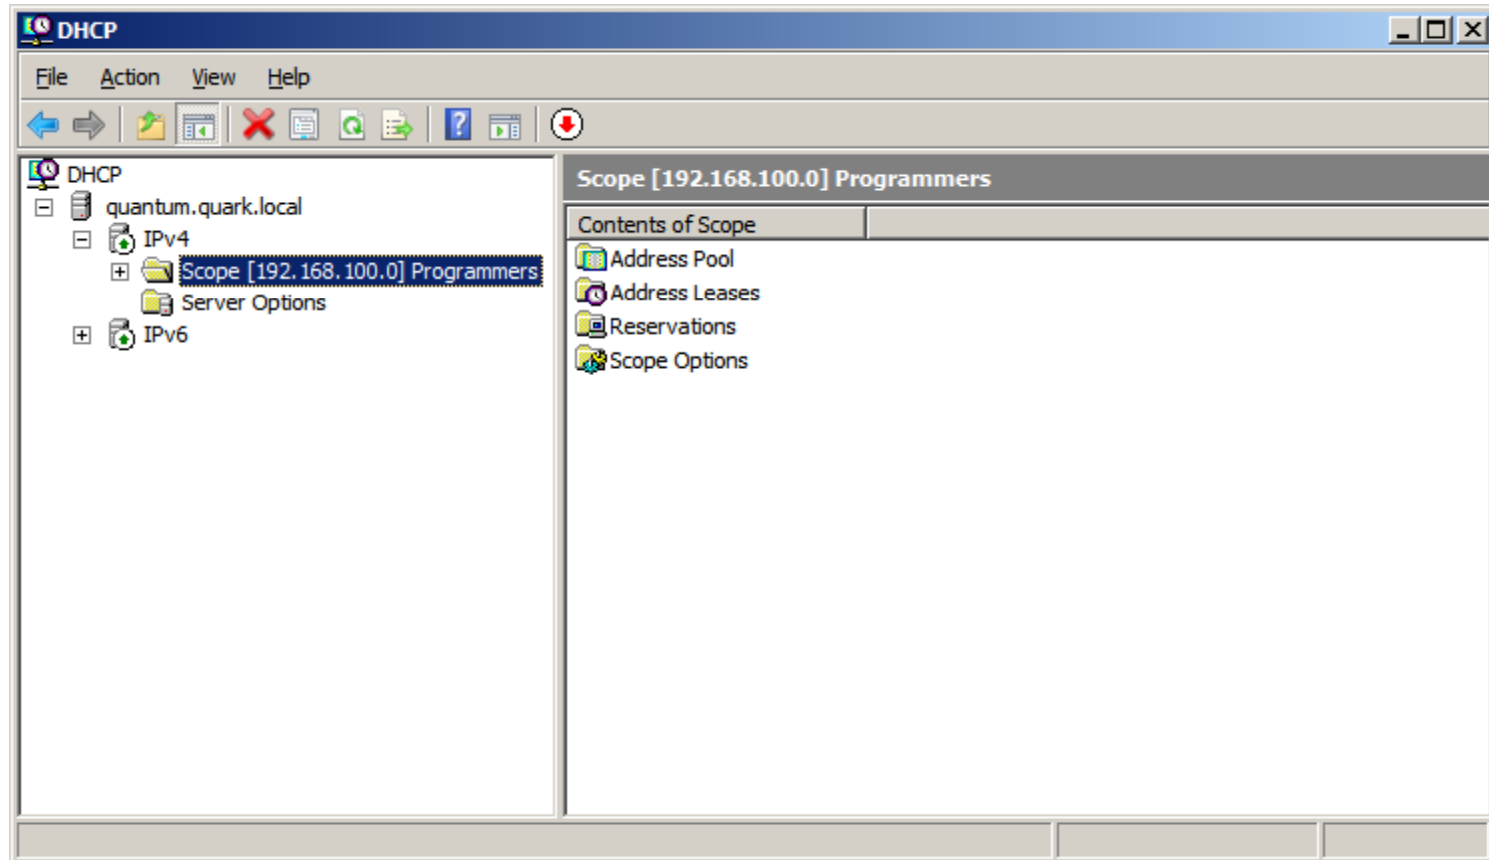 DHCP
File Action View Help
DHCP
quantum.quark.local
IPv4
Scope [192.168.100.0] Programmers
Server Options
IPv6
Scope [192.168.100.0] Programmers
Contents of Scope
Address Pool
Address Leases
Reservations
Scope Options